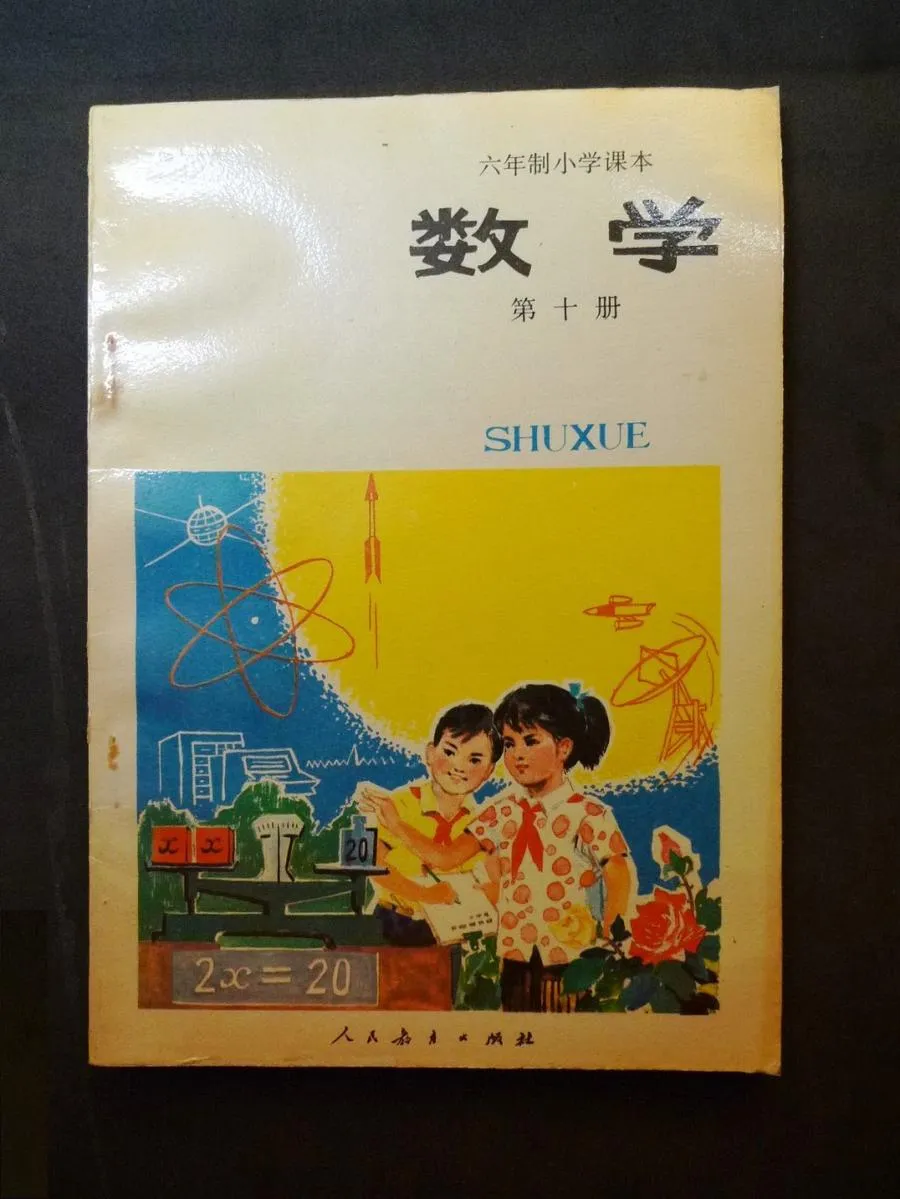 六年制小学课本
数学
第十册
SHUXUE
x x
20
2x=20
人民教育出版社